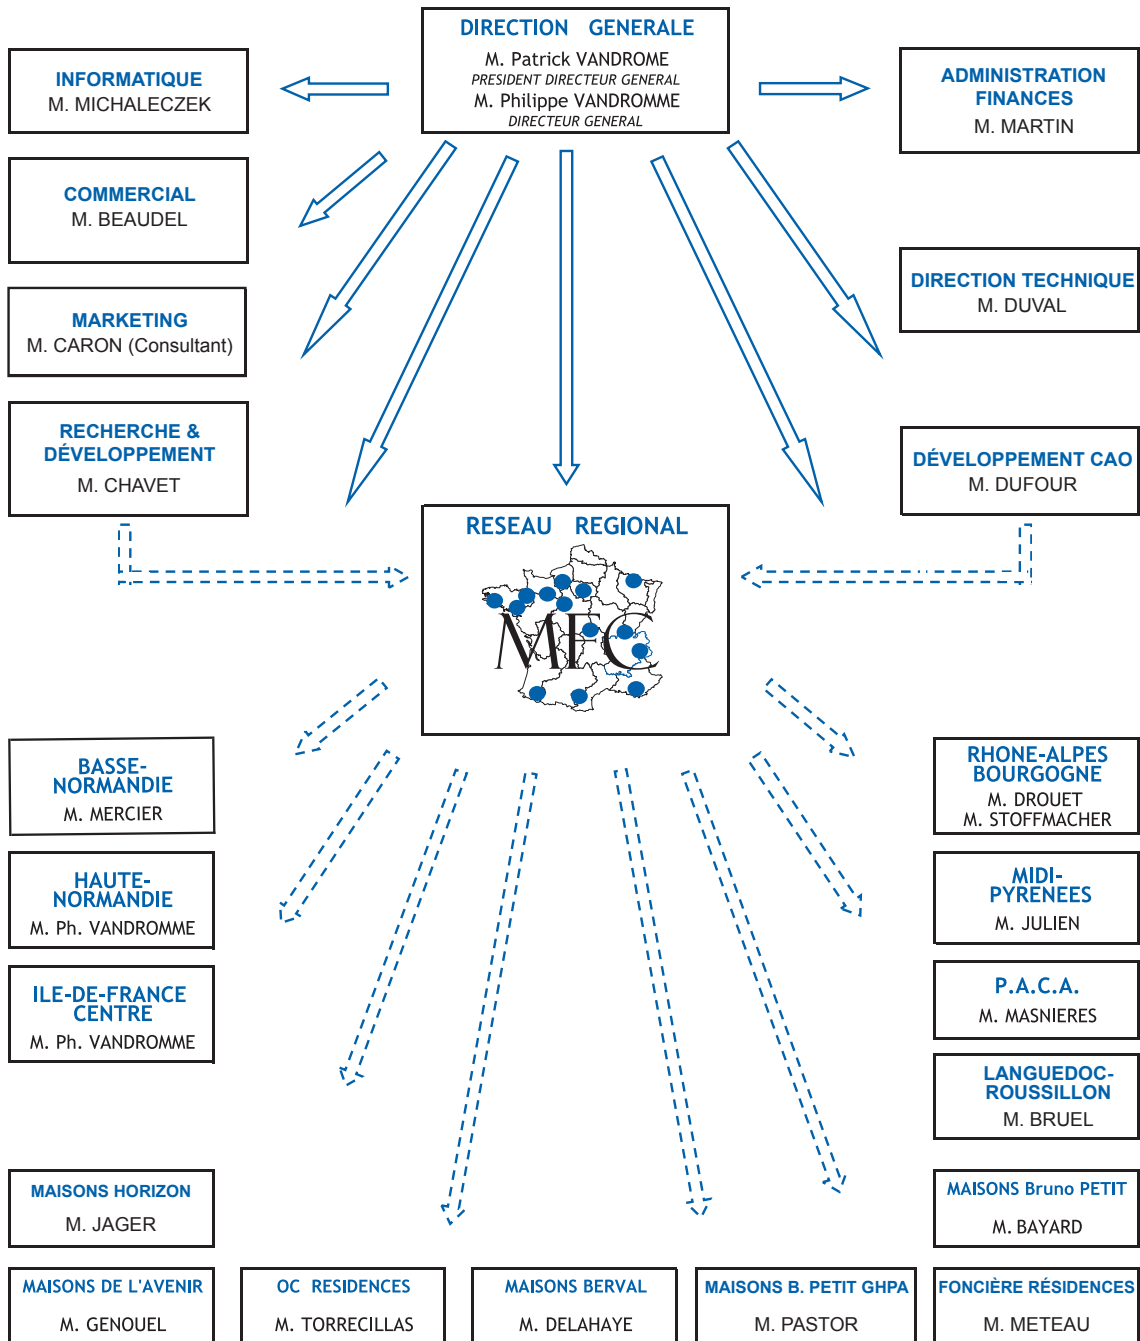 DIRECTION GENERALE
M. Patrick VANDROME
PRESIDENT DIRECTEUR GENERAL
M. Philippe VANDROMME
DIRECTEUR GENERAL
INFORMATIQUE
M. MICHALECZEK
ADMINISTRATION
FINANCES
M. MARTIN
COMMERCIAL
M. BEAUDEL
DIRECTION TECHNIQUE
M. DUVAL
MARKETING
M. CARON (Consultant)
RECHERCHE &
DÉVELOPPEMENT
M. CHAVET
DÉVELOPPEMENT CAO
M. DUFOUR
RESEAU REGIONAL
MFC
BASSE-
NORMANDIE
M. MERCIER
RHONE-ALPES
BOURGOGNE
M. DROUET
M. STOFFMACHER
HAUTE-
NORMANDIE
M. Ph. VANDROMME
MIDI-
PYRENEES
M. JULIEN
ILE-DE-FRANCE
CENTRE
M. Ph. VANDROMME
P.A.C.A.
M. MASNIERES
LANGUEDOC-
ROUSSILLON
M. BRUEL
MAISONS HORIZON
M. JAGER
MAISONS Bruno PETIT
M. BAYARD
MAISONS DE L'AVENIR
M. GENOUEL
OC RESIDENCES
M. TORRECILLAS
MAISONS BERVAL
M. DELAHAYE
MAISONS B. PETIT GHPA
M. PASTOR
FONCIÈRE RÉSIDENCES
M. METEAU